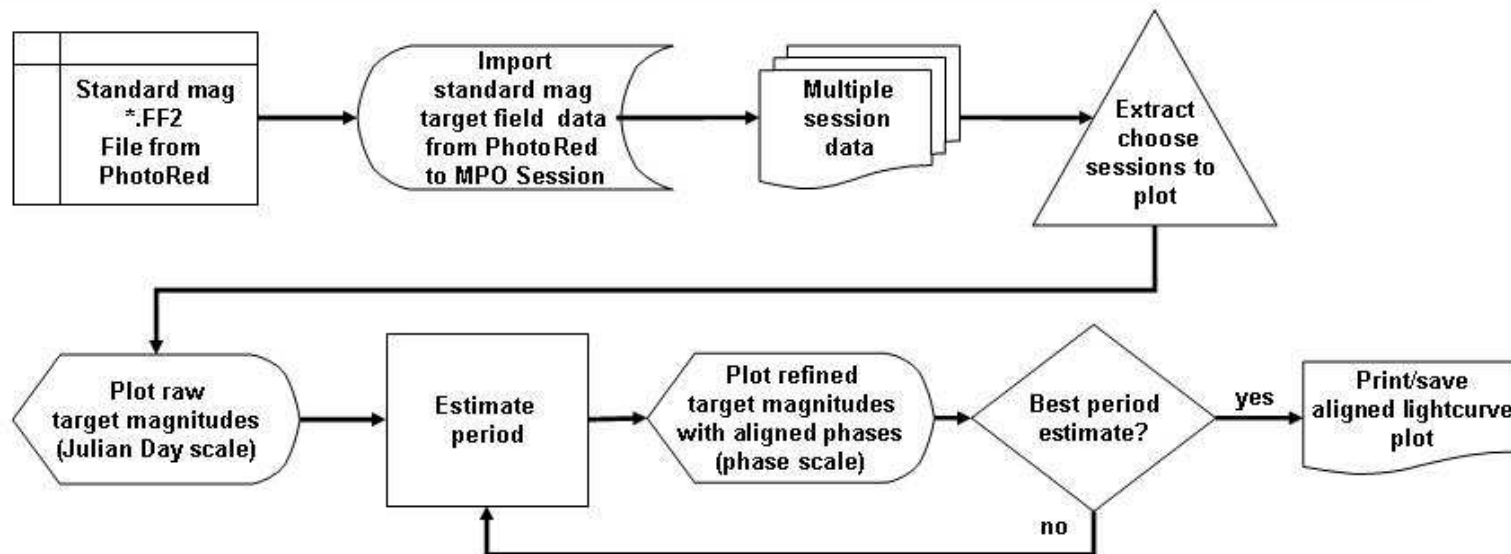 Standard mag
*.FF2
File from
PhotoRed
Import
standard mag
target field data
from PhotoRed
to MPO Session
Multiple
session
data
Extract
choose
sessions to
plot
Plot raw
target magnitudes
(Julian Day scale)
Estimate
period
Plot refined
target magnitudes
with aligned phases
(phase scale)
Best period
estimate?
yes
no
Print/save
aligned lightcurve
plot